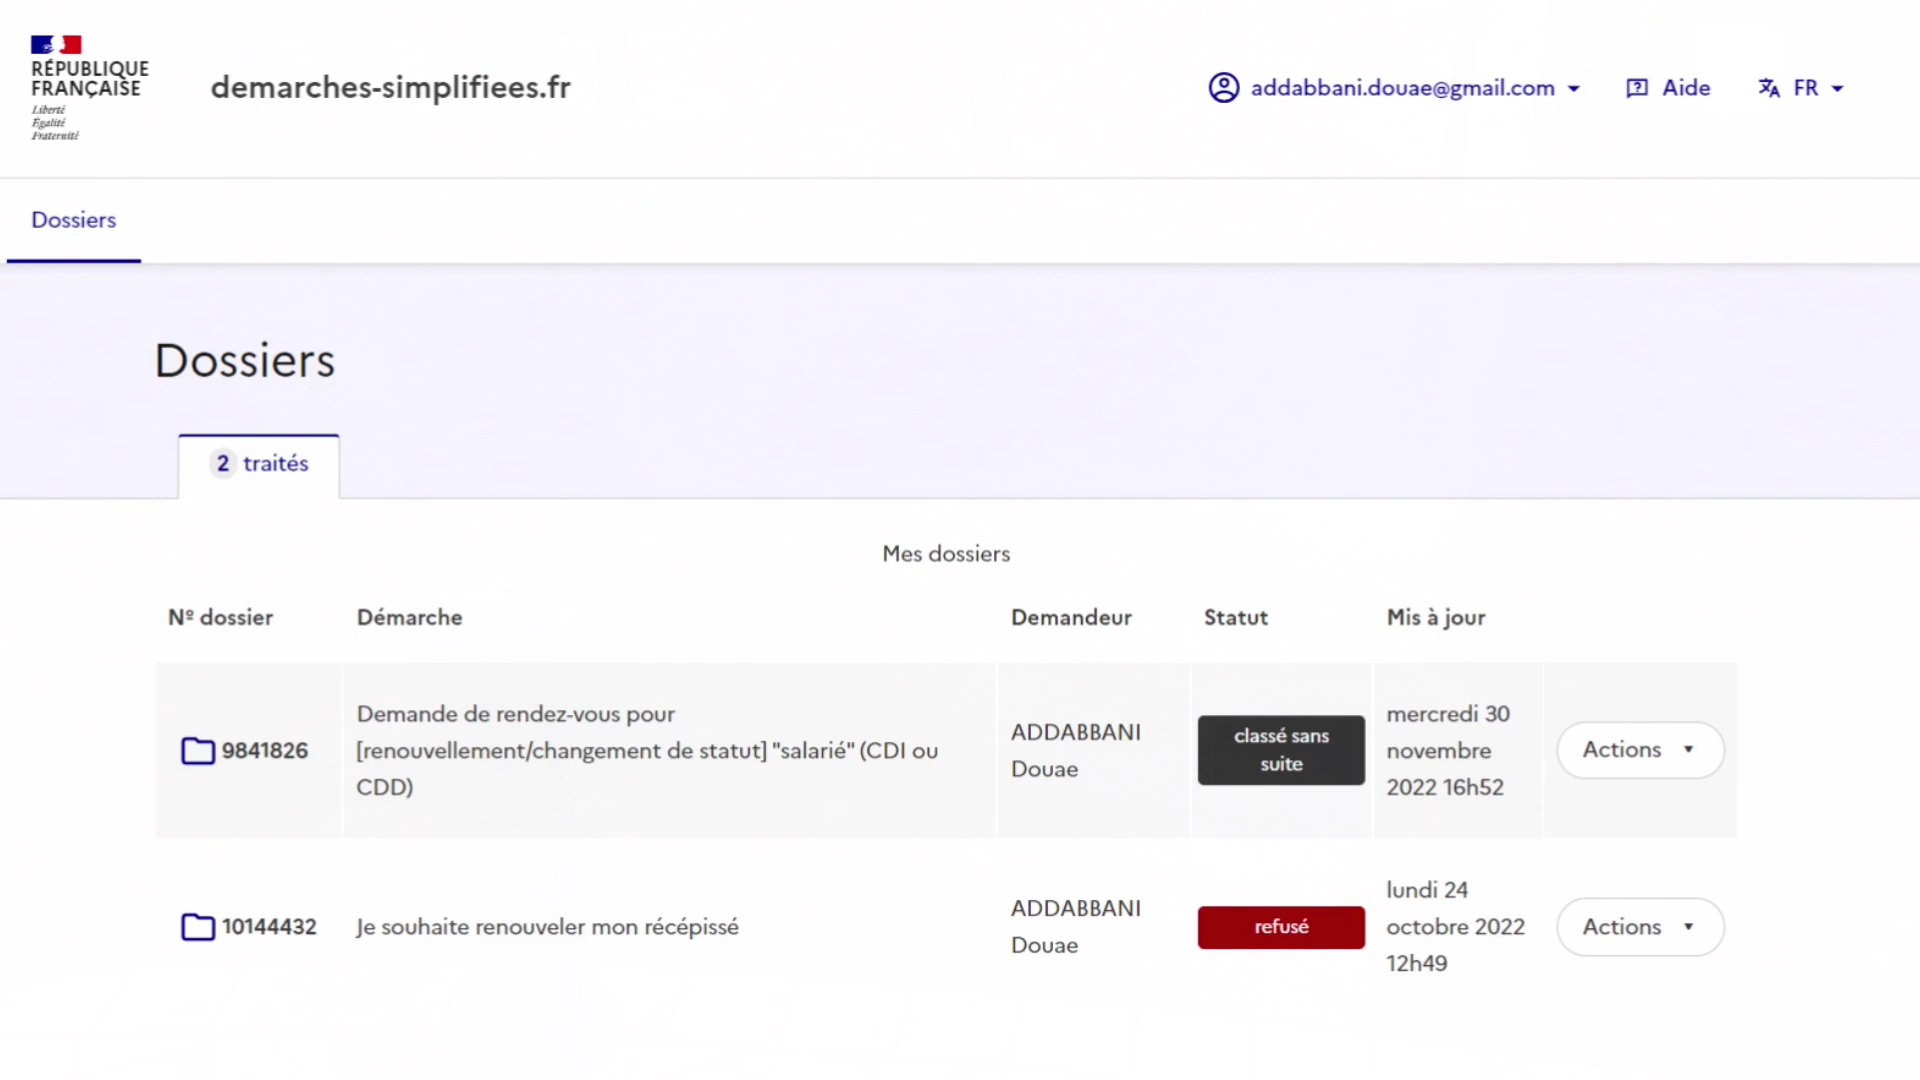 RÉPUBLIQUE
FRANÇAISE
Liberté
Égalité
Fraternité
demarches-simplifiees.fr
addabbani.douae@gmail.com
Aide
FR
Dossiers
Dossiers
2 traités
Mes dossiers
Nº dossier Démarche Demandeur Statut Mis à jour
9841826
Demande de rendez-vous pour
[renouvellement/changement de statut] "salarié" (CDI ou
CDD)
ADDABBANI
Douae
classé sans
suite
mercredi 30
novembre
2022 16h52
Actions
10144432
Je souhaite renouveler mon récépissé
ADDABBANI
Douae
refusé
lundi 24
octobre 2022
12h49
Actions